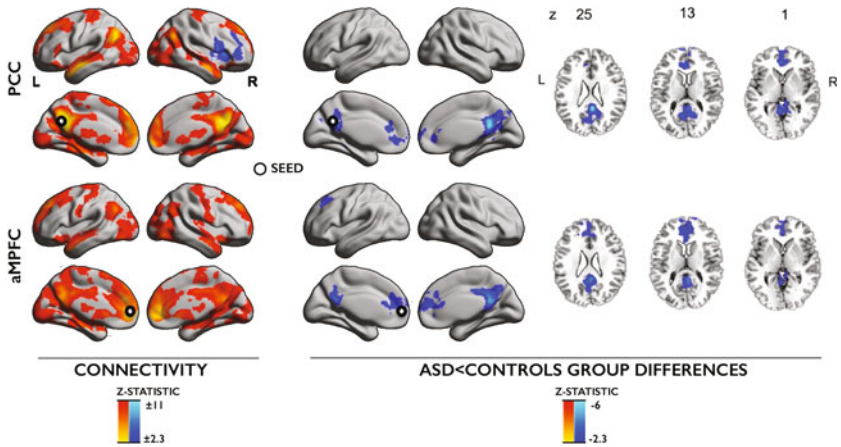 z 25 13 1
PCC
L R
L R
SEED
aMPFC
CONNECTIVITY
ASD<CONTROLS GROUP DIFFERENCES
Z-STATISTIC
±11
±2.3
Z-STATISTIC
-6
-2.3